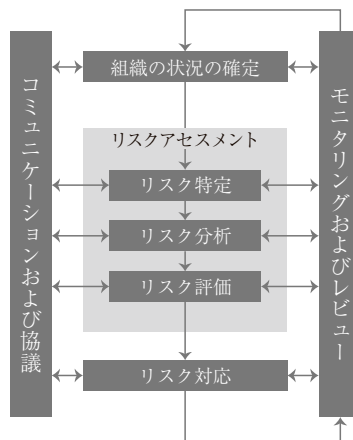 コミュニケーションおよび協議
組織の状況の確定
リスクアセスメント
リスク特定
リスク分析
リスク評価
リスク対応
モニタリングおよびレビュー